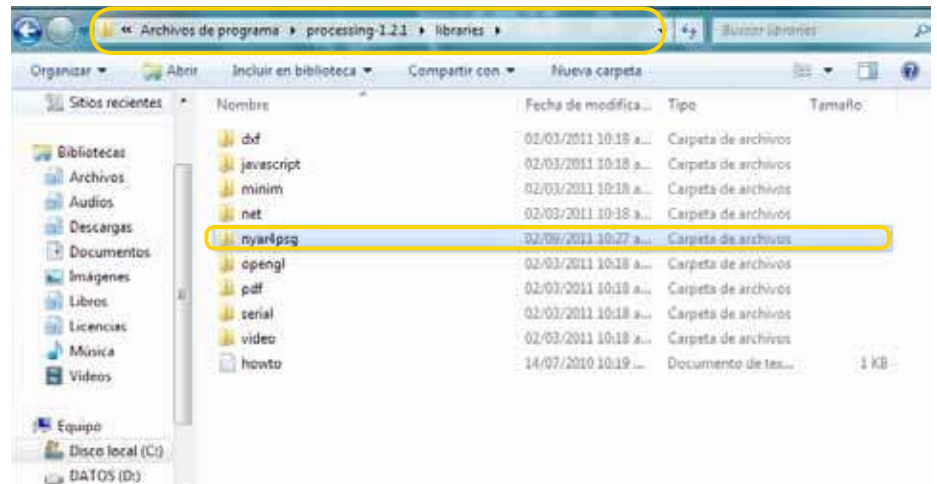 « Archivos de programa ▸ processing-1.2.1 ▸ libraries ▸ Buscar libraries
Organizar Abrir Incluir en biblioteca Compartir con Nueva carpeta
Sitios recientes
Bibliotecas
Archivos
Audios
Descargas
Documentos
Imágenes
Libros
Licencias
Música
Videos
Equipo
Disco local (C:)
DATOS (D:)
Nombre Fecha de modifica... Tipo Tamaño
dxf 02/03/2011 10:18 a... Carpeta de archivos
javascript 02/03/2011 10:18 a... Carpeta de archivos
minim 02/03/2011 10:18 a... Carpeta de archivos
net 02/03/2011 10:18 a... Carpeta de archivos
nyar4psg 02/09/2011 10:27 a... Carpeta de archivos
opengl 02/03/2011 10:18 a... Carpeta de archivos
pdf 02/03/2011 10:18 a... Carpeta de archivos
serial 02/03/2011 10:18 a... Carpeta de archivos
video 02/03/2011 10:18 a... Carpeta de archivos
howto 14/07/2010 10:19 ... Documento de tex... 1 KB